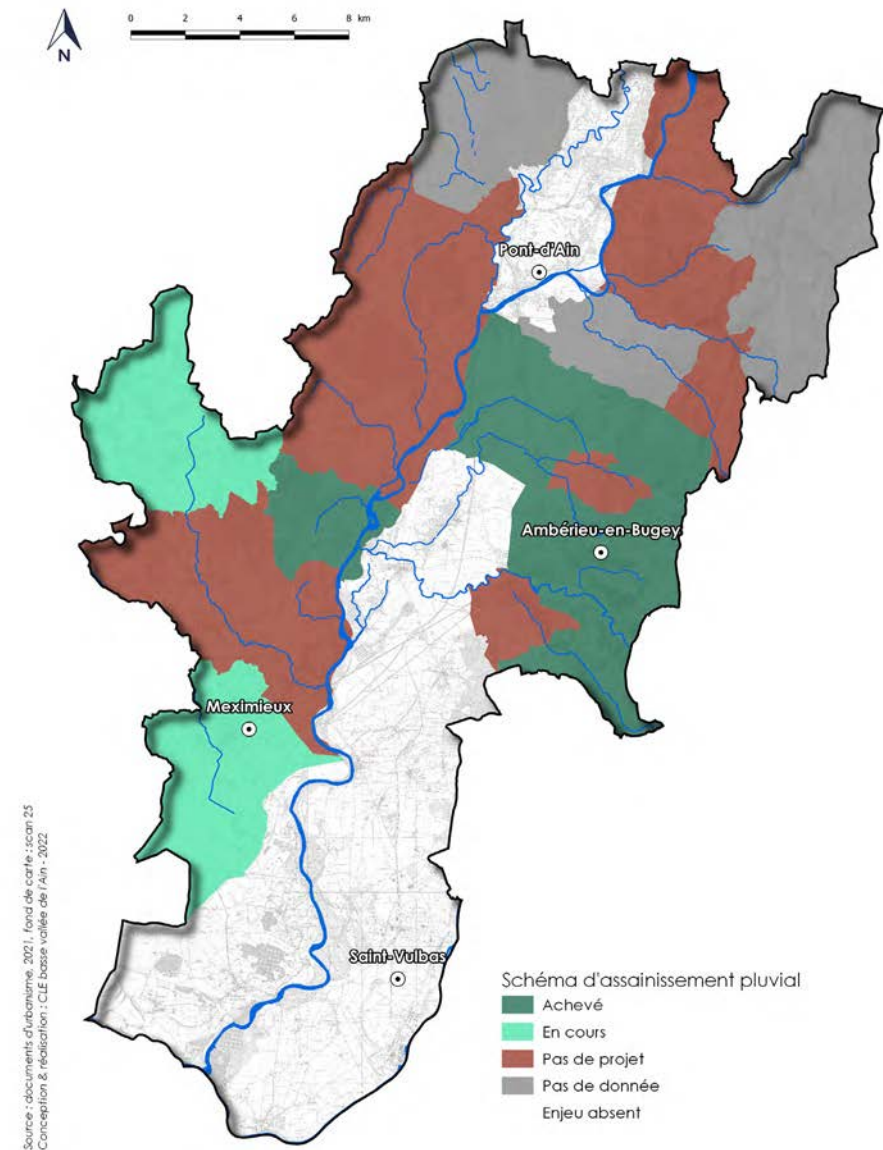 0 2 4 6 8 km
N
Pont-d'Ain
Ambérieu-en-Bugey
Meximieux
Saint-Vulbas
Schéma d'assainissement pluvial
Achevé
En cours
Pas de projet
Pas de donnée
Enjeu absent
Source : documents d'urbanisme, 2021, fond de carte : scan 25
Conception & réalisation : CLE basse vallée de l'Ain - 2022